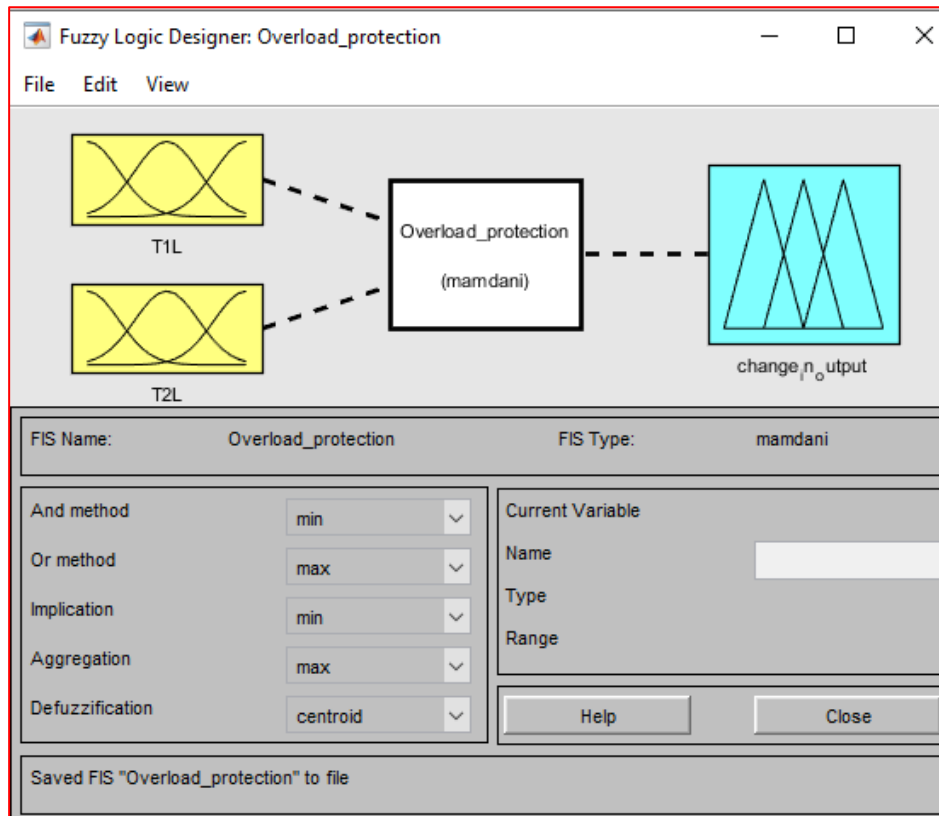 Fuzzy Logic Designer: Overload_protection
File Edit View
T1L
T2L
Overload_protection
(mamdani)
change_in_output
FIS Name: Overload_protection FIS Type: mamdani
And method min
Or method max
Implication min
Aggregation max
Defuzzification centroid
Current Variable
Name
Type
Range
Help Close
Saved FIS "Overload_protection" to file